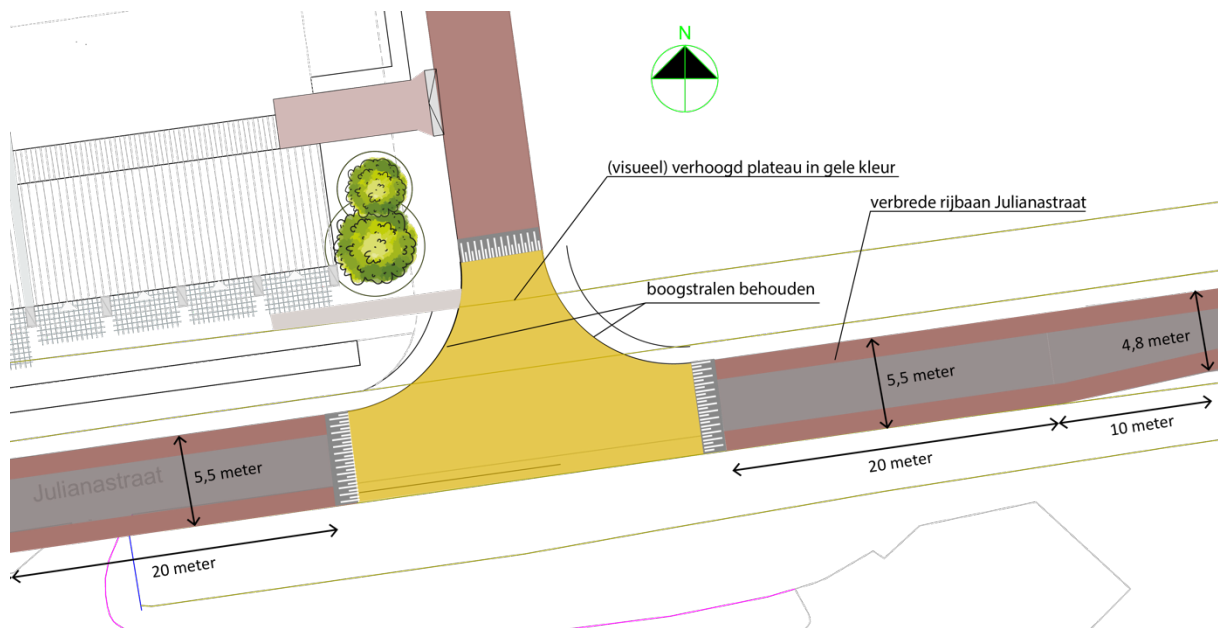 N
(visueel) verhoogd plateau in gele kleur
verbrede rijbaan Julianastraat
boogstralen behouden
4,8 meter
5,5 meter
10 meter
20 meter
5,5 meter
Julianastraat
20 meter